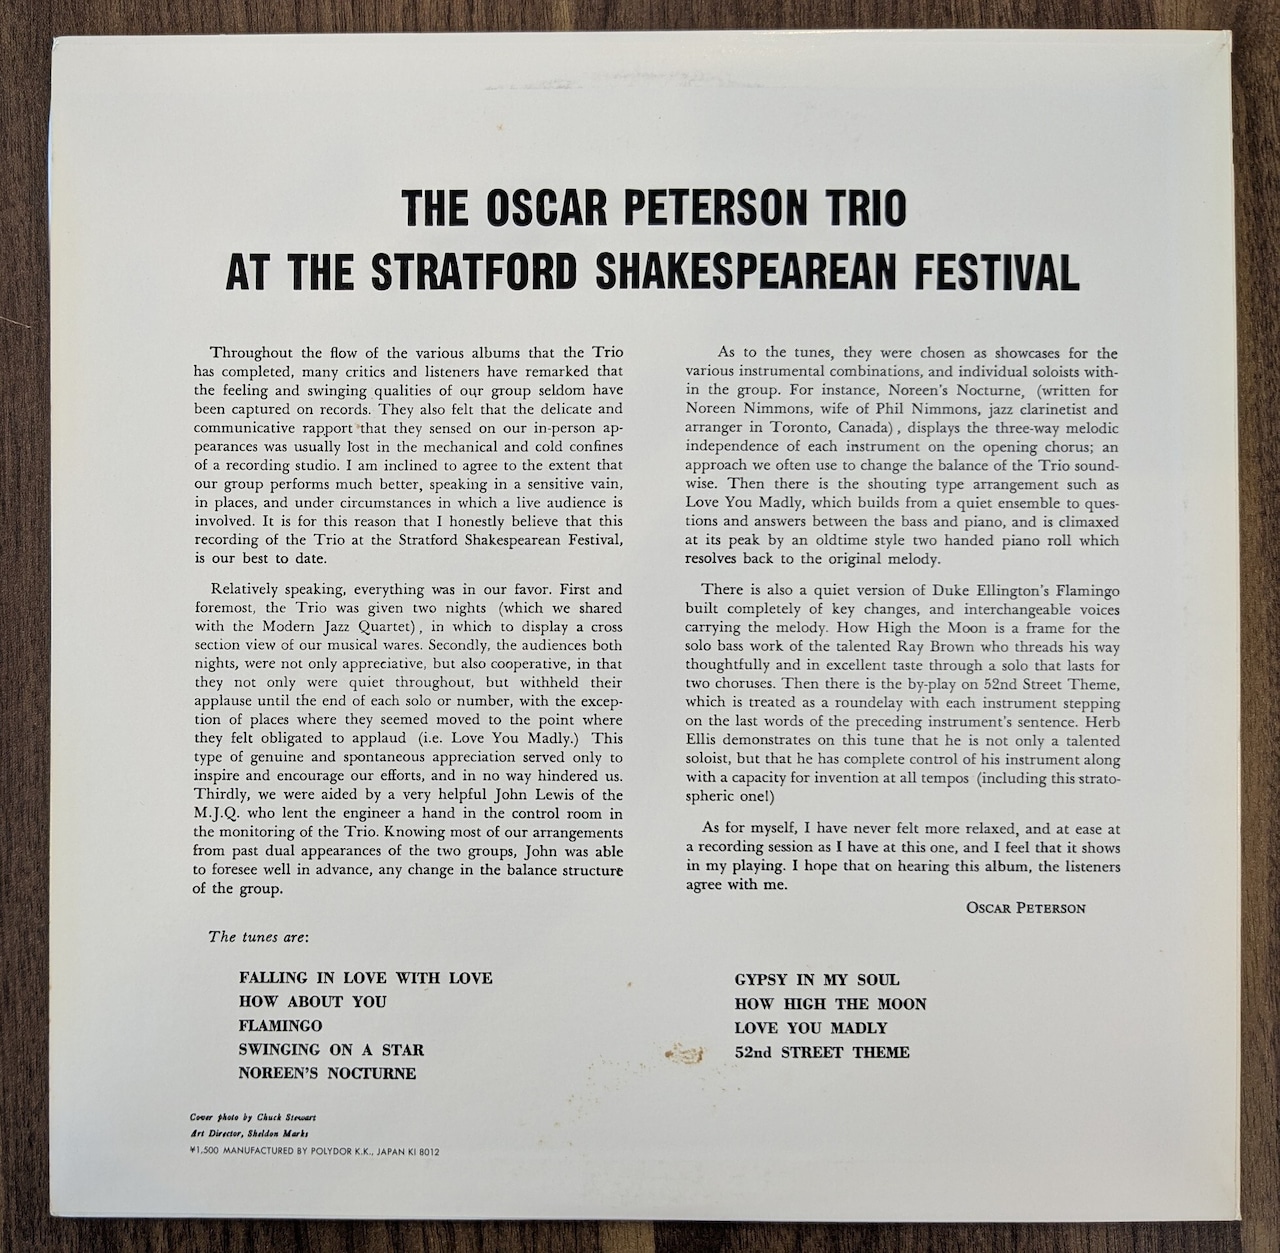 THE OSCAR PETERSON TRIO
AT THE STRATFORD SHAKESPEAREAN FESTIVAL
Throughout the flow of the various albums that the Trio
has completed, many critics and listeners have remarked that
the feeling and swinging qualities of our group seldom have
been captured on records. They also felt that the delicate and
communicative rapport that they sensed on our in-person ap-
pearances was usually lost in the mechanical and cold confines
of a recording studio. I am inclined to agree to the extent that
our group performs much better, speaking in a sensitive vain,
in places, and under circumstances in which a live audience is
involved. It is for this reason that I honestly believe that this
recording of the Trio at the Stratford Shakespearean Festival,
is our best to date.
Relatively speaking, everything was in our favor. First and
foremost, the Trio was given two nights (which we shared
with the Modern Jazz Quartet), in which to display a cross
section view of our musical wares. Secondly, the audiences both
nights, were not only appreciative, but also cooperative, in that
they not only were quiet throughout, but withheld their
applause until the end of each solo or number, with the excep-
tion of places where they seemed moved to the point where
they felt obligated to applaud (i.e. Love You Madly.) This
type of genuine and spontaneous appreciation served only to
inspire and encourage our efforts, and in no way hindered us.
Thirdly, we were aided by a very helpful John Lewis of the
M.J.Q. who lent the engineer a hand in the control room in
the monitoring of the Trio. Knowing most of our arrangements
from past dual appearances of the two groups, John was able
to foresee well in advance, any change in the balance structure
of the group.
As to the tunes, they were chosen as showcases for the
various instrumental combinations, and individual soloists with-
in the group. For instance, Noreen's Nocturne, (written for
Noreen Nimmons, wife of Phil Nimmons, jazz clarinetist and
arranger in Toronto, Canada), displays the three-way melodic
independence of each instrument on the opening chorus; an
approach we often use to change the balance of the Trio sound-
wise. Then there is the shouting type arrangement such as
Love You Madly, which builds from a quiet ensemble to ques-
tions and answers between the bass and piano, and is climaxed
at its peak by an oldtime style two handed piano roll which
resolves back to the original melody.
There is also a quiet version of Duke Ellington's Flamingo
built completely of key changes, and interchangeable voices
carrying the melody. How High the Moon is a frame for the
solo bass work of the talented Ray Brown who threads his way
thoughtfully and in excellent taste through a solo that lasts for
two choruses. Then there is the by-play on 52nd Street Theme,
which is treated as a roundelay with each instrument stepping
on the last words of the preceding instrument's sentence. Herb
Ellis demonstrates on this tune that he is not only a talented
soloist, but that he has complete control of his instrument along
with a capacity for invention at all tempos (including this strato-
spheric one!)
As for myself, I have never felt more relaxed, and at ease at
a recording session as I have at this one, and I feel that it shows
in my playing. I hope that on hearing this album, the listeners
agree with me.
OSCAR PETERSON
The tunes are:
FALLING IN LOVE WITH LOVE
HOW ABOUT YOU
FLAMINGO
SWINGING ON A STAR
NOREEN'S NOCTURNE
GYPSY IN MY SOUL
HOW HIGH THE MOON
LOVE YOU MADLY
52nd STREET THEME
Cover photo by Chuck Stewart
Art Director, Sheldon Marks
¥1,500 MANUFACTURED BY POLYDOR K.K., JAPAN KI 8012